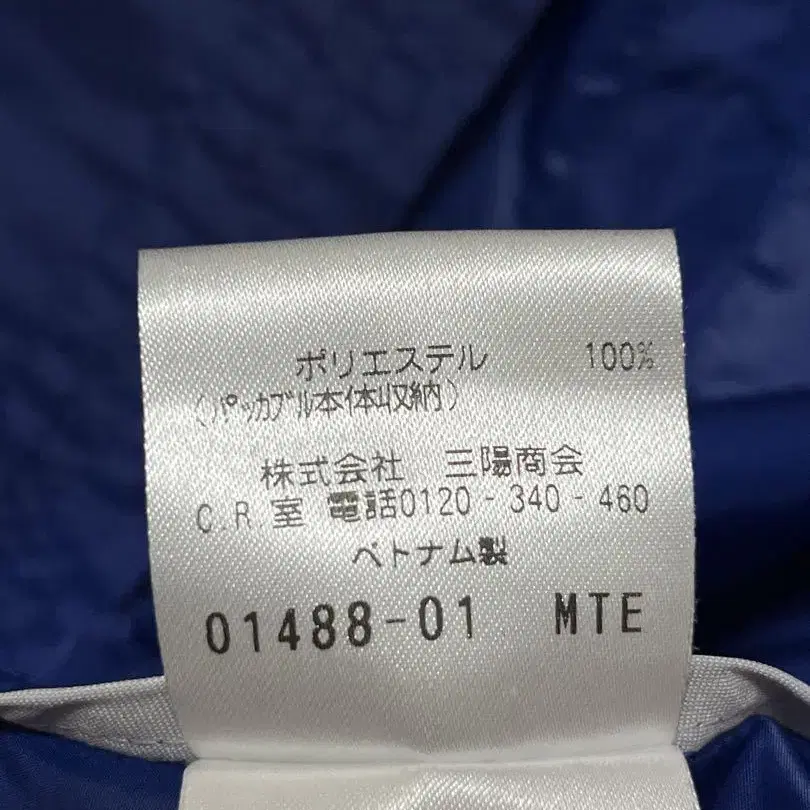 ポリエステル 100%
(パッカブル本体収納)
株式会社 三陽商会
C.R 室 電話0120-340-460
ベトナム製
01488-01 MTE